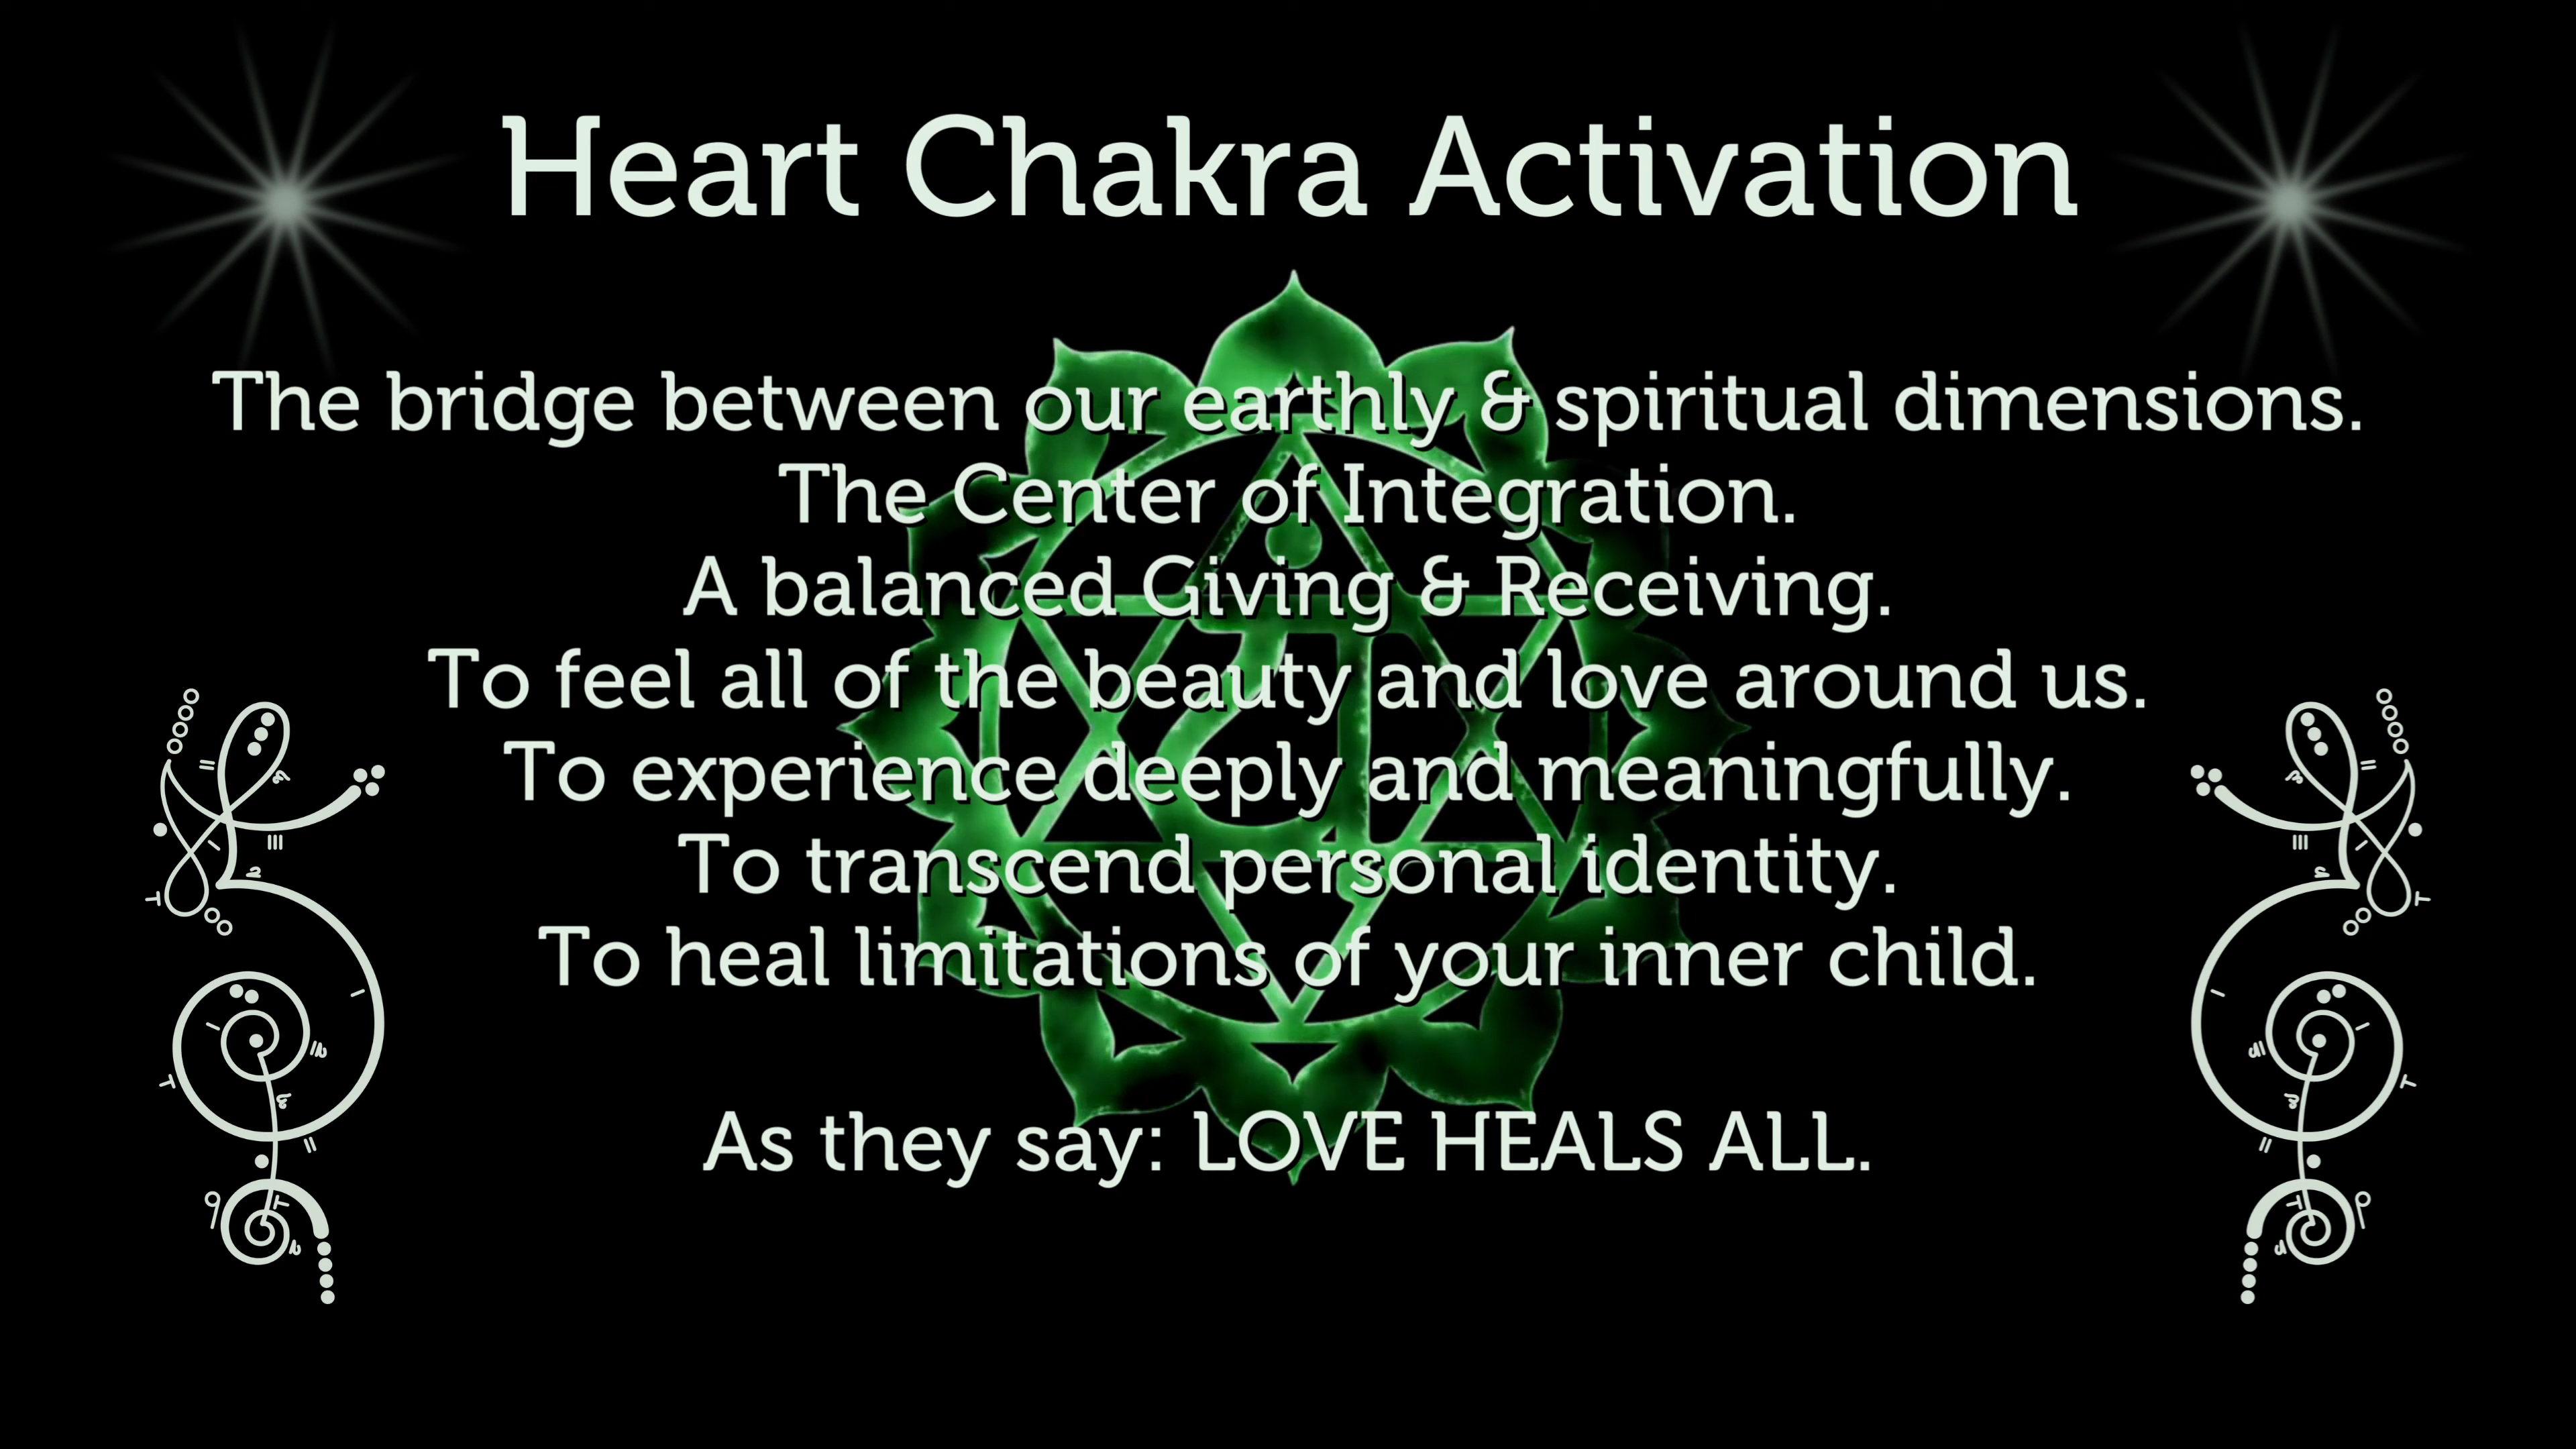 Heart Chakra Activation
The bridge between our earthly & spiritual dimensions.
The Center of Integration.
A balanced Giving & Receiving.
To feel all of the beauty and love around us.
To experience deeply and meaningfully.
To transcend personal identity.
To heal limitations of your inner child.
As they say: LOVE HEALS ALL.